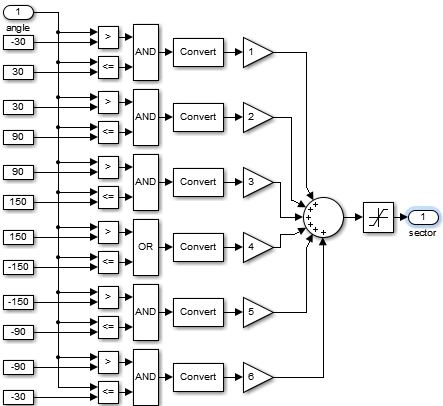 1
angle
-30 > AND Convert 1
30 <=
30 > AND Convert 2
90 <=
90 > AND Convert 3
150 <=
150 > OR Convert 4
-150 <=
-150 > AND Convert 5
-90 <=
-90 > AND Convert 6
-30 <=
+
+
+
+
+
+
1
sector